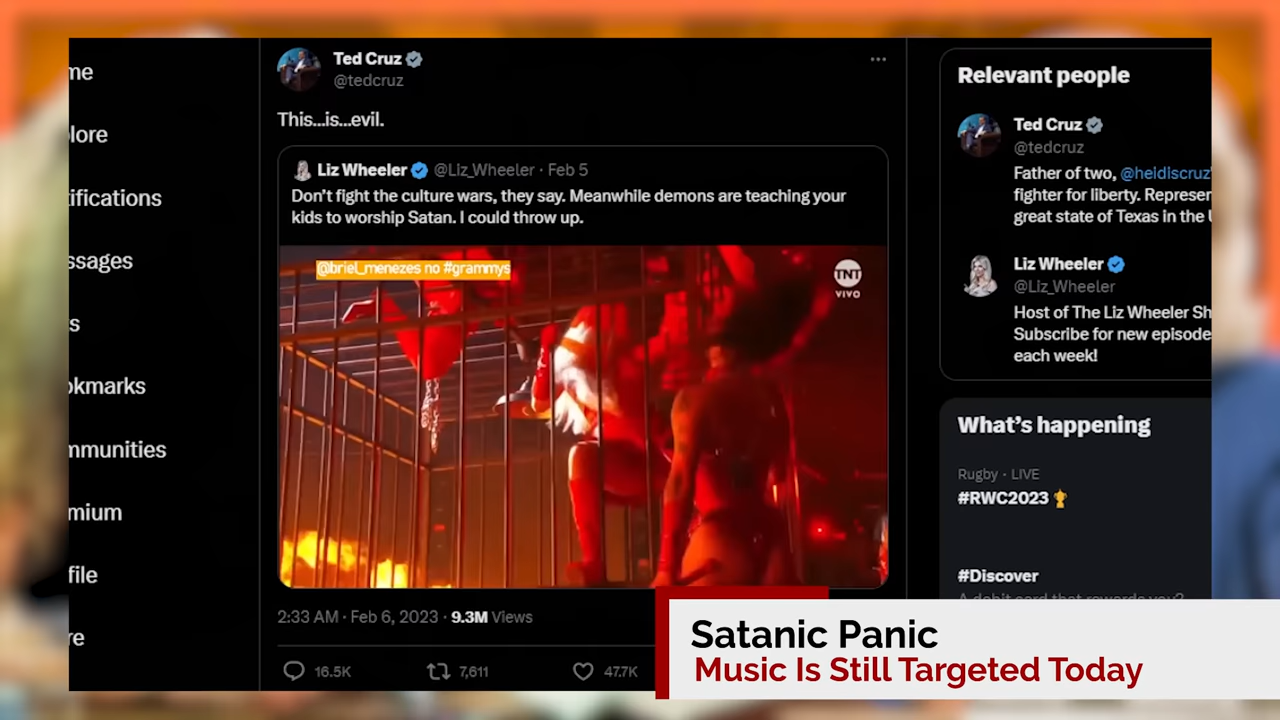 me
lore
tifications
ssages
s
okmarks
mmunities
mium
file
re
Ted Cruz
@tedcruz
This...is...evil.
Liz Wheeler @Liz_Wheeler · Feb 5
Don't fight the culture wars, they say. Meanwhile demons are teaching your
kids to worship Satan. I could throw up.
@briel_menezes no #grammys
TNT
VIVO
2:33 AM · Feb 6, 2023 · 9.3M Views
16.5K 7,611 47.7K
Relevant people
Ted Cruz
@tedcruz
Father of two, @heidiscruz'
fighter for liberty. Represer
great state of Texas in the U
Liz Wheeler
@Liz_Wheeler
Host of The Liz Wheeler Sh
Subscribe for new episode
each week!
What's happening
Rugby · LIVE
#RWC2023
#Discover
A debit card that rewards you?
Satanic Panic
Music Is Still Targeted Today